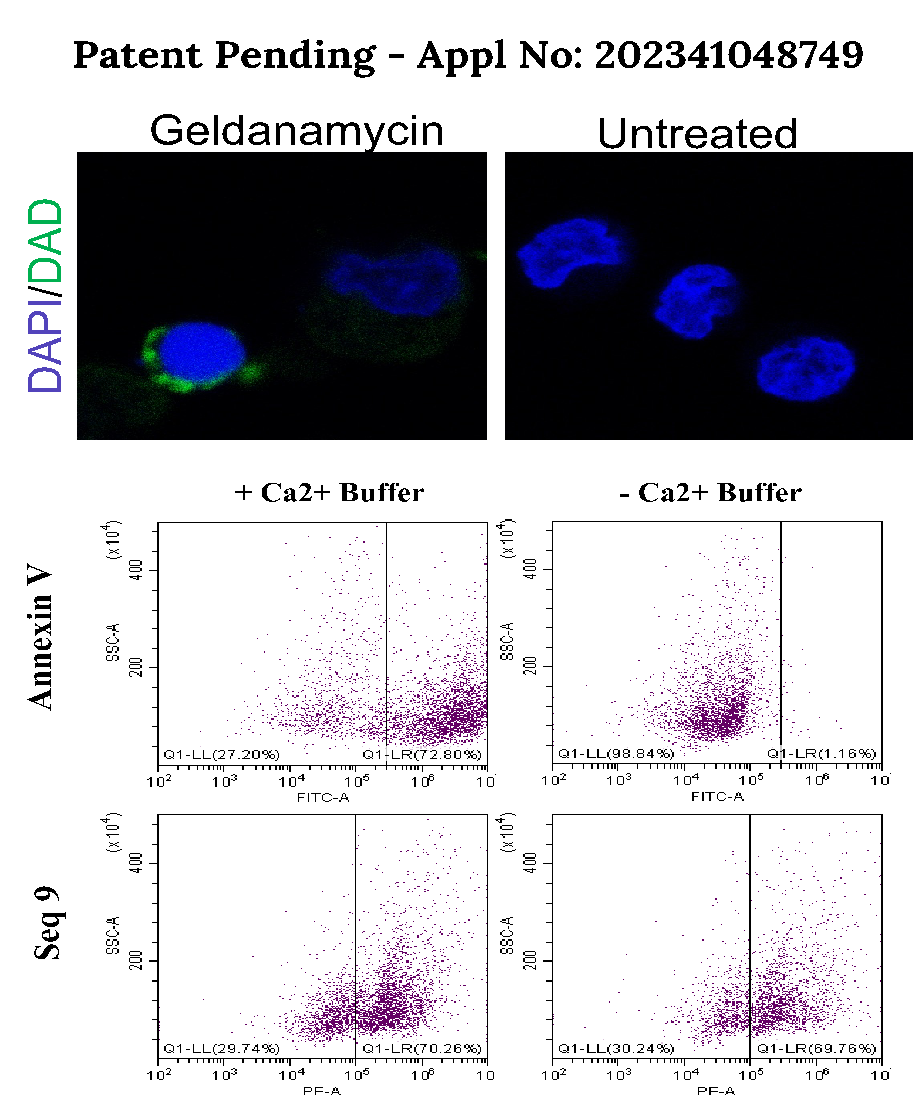 Patent Pending - Appl No: 202341048749
Geldanamycin
Untreated
DAPI/DAD
+ Ca2+ Buffer
- Ca2+ Buffer
Annexin V
(x10⁴)
SSC-A
400
200
Q1-LL(27.20%)
Q1-LR(72.80%)
10² 10³ 10⁴ 10⁵ 10⁶ 10
FITC-A
(x10⁴)
SSC-A
400
200
Q1-LL(98.84%)
Q1-LR(1.16%)
10² 10³ 10⁴ 10⁵ 10⁶ 10
FITC-A
Seq 9
(x10⁴)
SSC-A
400
200
Q1-LL(29.74%)
Q1-LR(70.26%)
10² 10³ 10⁴ 10⁵ 10⁶ 10
PE-A
(x10⁴)
SSC-A
400
200
Q1-LL(30.24%)
Q1-LR(69.76%)
10² 10³ 10⁴ 10⁵ 10⁶ 10
PE-A